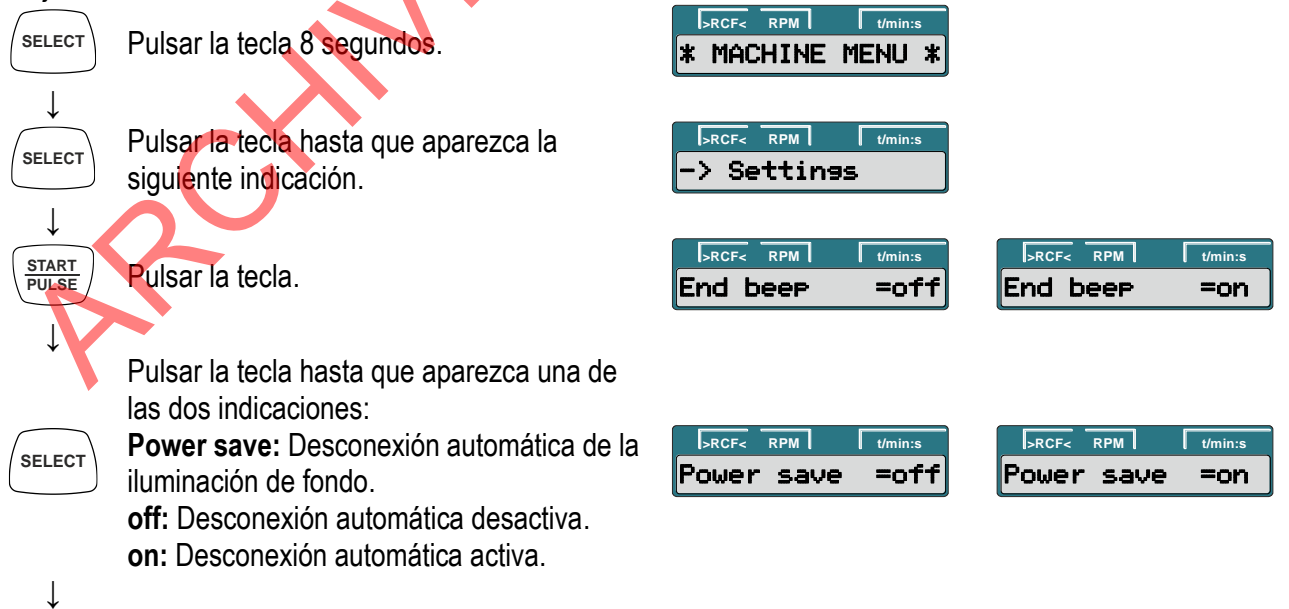 SELECT
Pulsar la tecla 8 segundos.
>RCF< RPM t/min:s
* MACHINE MENU *
↓
SELECT
Pulsar la tecla hasta que aparezca la
siguiente indicación.
>RCF< RPM t/min:s
-> Settings
↓
START
PULSE
Pulsar la tecla.
>RCF< RPM t/min:s
End beep =off
>RCF< RPM t/min:s
End beep =on
↓
SELECT
Pulsar la tecla hasta que aparezca una de
las dos indicaciones:
Power save: Desconexión automática de la
iluminación de fondo.
off: Desconexión automática desactiva.
on: Desconexión automática activa.
>RCF< RPM t/min:s
Power save =off
>RCF< RPM t/min:s
Power save =on
↓